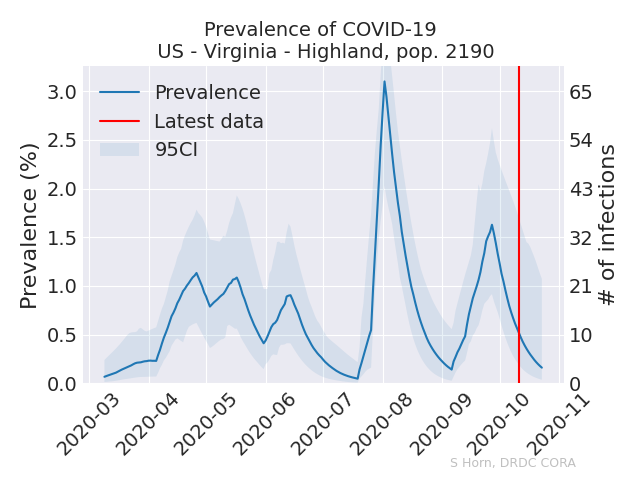 Prevalence of COVID-19
US - Virginia - Highland, pop. 2190
Prevalence
Latest data
95CI
Prevalence (%)
3.0
2.5
2.0
1.5
1.0
0.5
0.0
65
54
43
32
21
10
0
# of infections
2020-03
2020-04
2020-05
2020-06
2020-07
2020-08
2020-09
2020-10
2020-11
S Horn, DRDC CORA